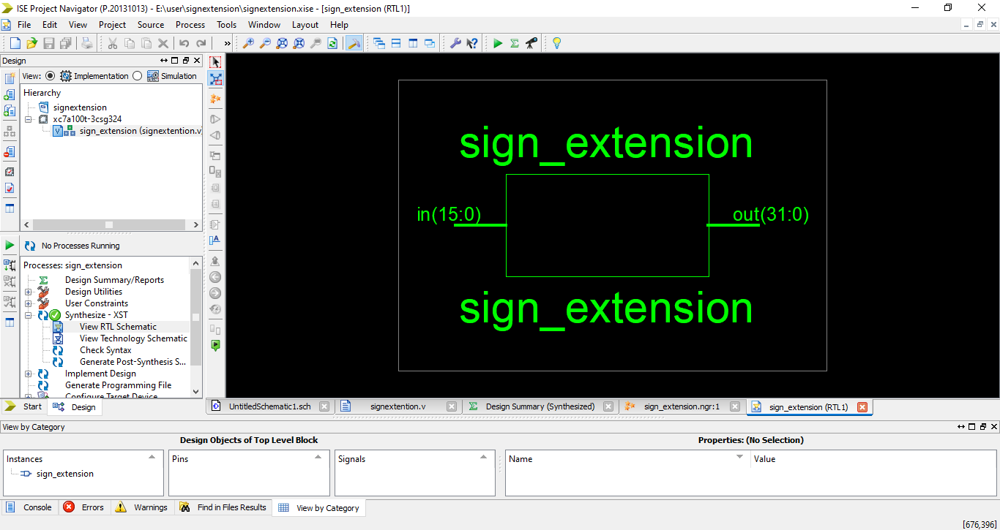 ISE Project Navigator (P.20131013) - E:\user\signextension\signextension.xise - [sign_extension (RTL1)]
File Edit View Project Source Process Tools Window Layout Help
»
Design
View: Implementation Simulation
Hierarchy
signextension
xc7a100t-3csg324
sign_extension (signextention.v
No Processes Running
Processes: sign_extension
Design Summary/Reports
Design Utilities
User Constraints
Synthesize - XST
View RTL Schematic
View Technology Schematic
Check Syntax
Generate Post-Synthesis S...
Implement Design
Generate Programming File
Configure Target Device
Start Design
sign_extension
in(15:0) out(31:0)
sign_extension
UntitledSchematic1.sch signextention.v Design Summary (Synthesized) sign_extension.ngr:1 sign_extension (RTL1)
View by Category
Design Objects of Top Level Block Properties: (No Selection)
Instances Pins Signals Name Value
sign_extension
Console Errors Warnings Find in Files Results View by Category
[676,396]